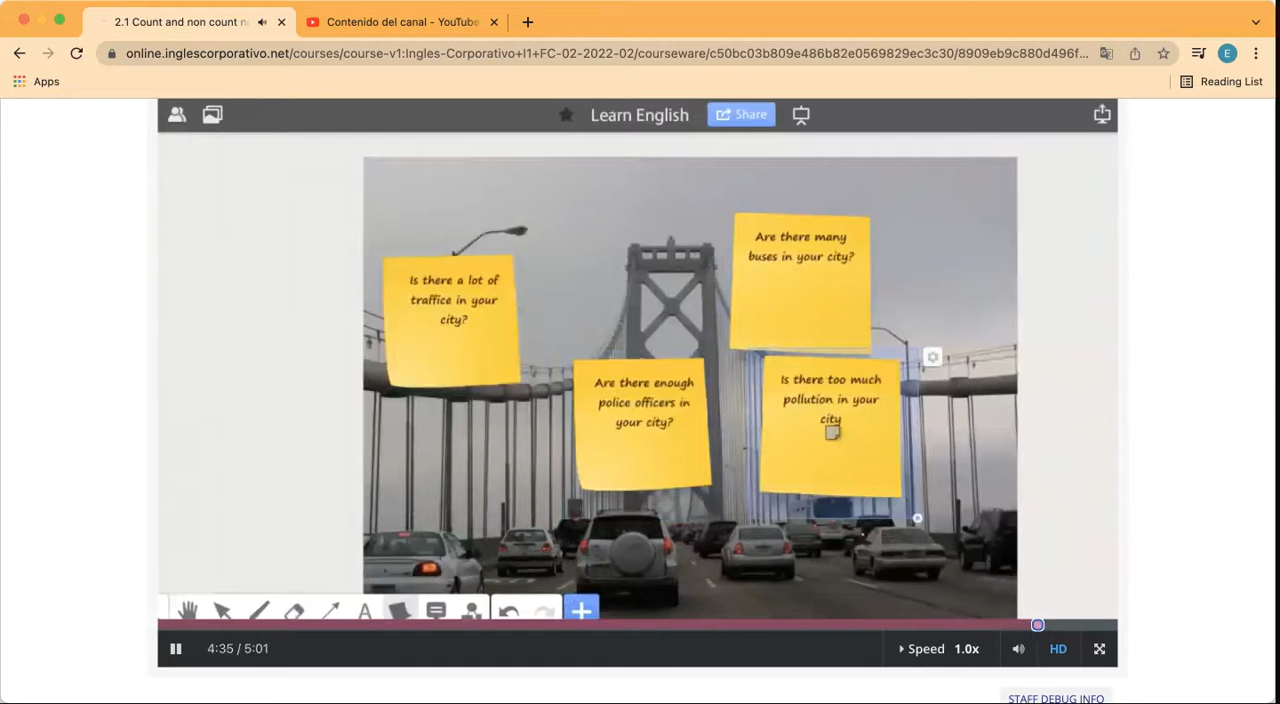 2.1 Count and non count n
Contenido del canal - YouTube
online.inglescorporativo.net/courses/course-v1:Ingles-Corporativo+I1+FC-02-2022-02/courseware/c50bc03b809e486b82e0569829ec3c30/8909eb9c880d496f...
E
Apps
Reading List
Learn English
Share
Are there many
buses in your city?
Is there a lot of
traffice in your
city?
Are there enough
police officers in
your city?
Is there too much
pollution in your
city
A
4:35 / 5:01
Speed 1.0x
HD
STAFF DEBUG INFO